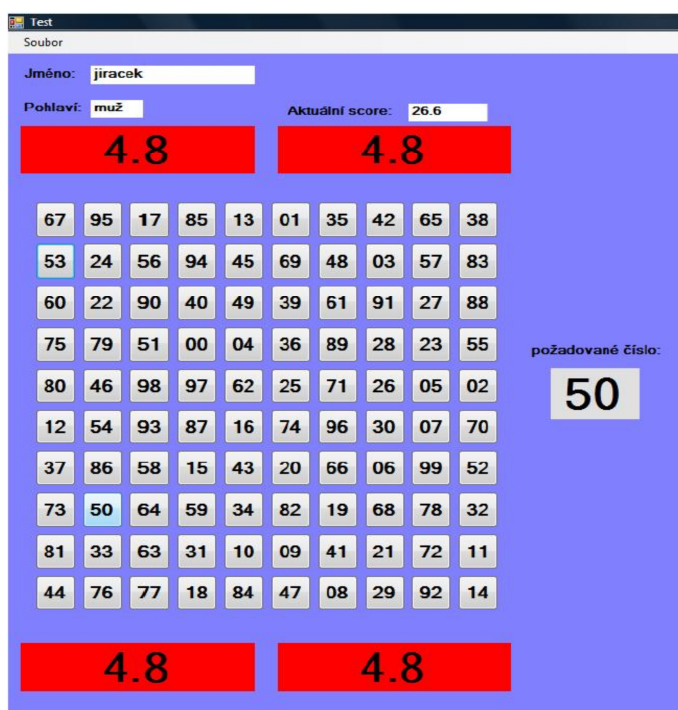 Test
Soubor
Jméno: jiracek
Pohlaví: muž
Aktuální score: 26.6
4.8 4.8
67 95 17 85 13 01 35 42 65 38
53 24 56 94 45 69 48 03 57 83
60 22 90 40 49 39 61 91 27 88
75 79 51 00 04 36 89 28 23 55
požadované číslo:
80 46 98 97 62 25 71 26 05 02
50
12 54 93 87 16 74 96 30 07 70
37 86 58 15 43 20 66 06 99 52
73 50 64 59 34 82 19 68 78 32
81 33 63 31 10 09 41 21 72 11
44 76 77 18 84 47 08 29 92 14
4.8 4.8